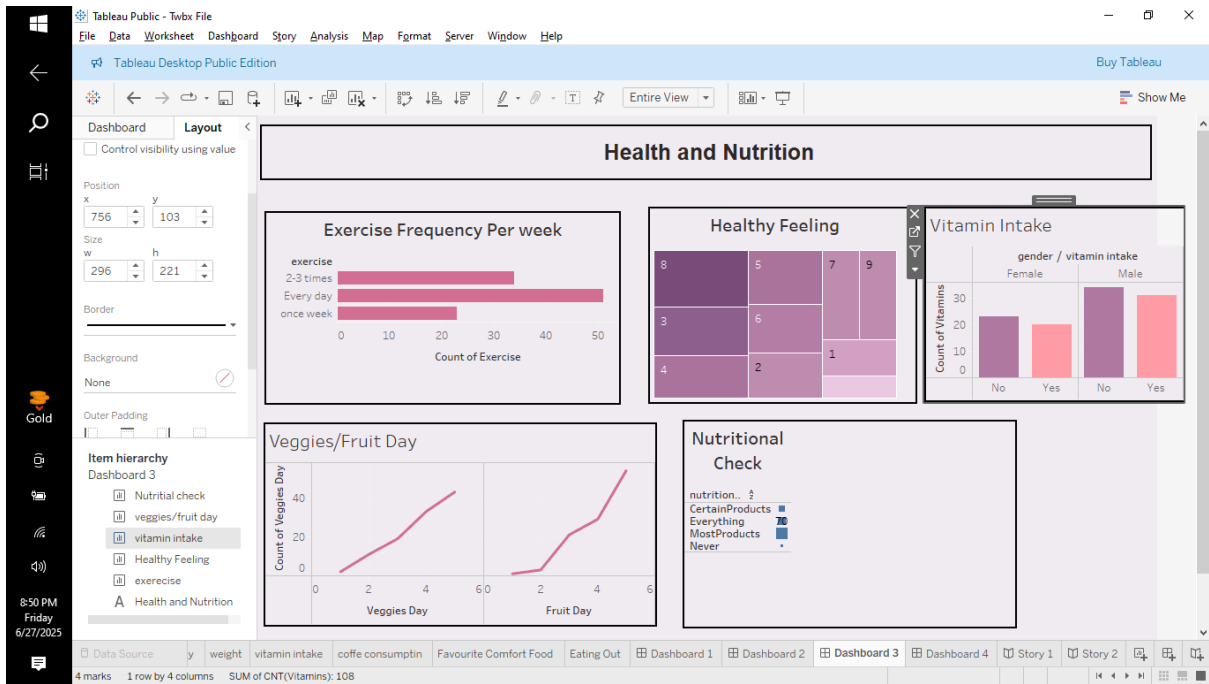 Tableau Public - Twbx File
File Data Worksheet Dashboard Story Analysis Map Format Server Window Help
Tableau Desktop Public Edition
Buy Tableau
Entire View
Show Me
Dashboard Layout
Control visibility using value
Position
x y
756 103
Size
w h
296 221
Border
Background
None
Outer Padding
Item hierarchy
Dashboard 3
Nutritial check
veggies/fruit day
vitamin intake
Healthy Feeling
exerecise
Health and Nutrition
Health and Nutrition
Exercise Frequency Per week
exercise
2-3 times
Every day
once week
0 10 20 30 40 50
Count of Exercise
Healthy Feeling
8 5 7 9
3 6
4 2 1
Vitamin Intake
gender / vitamin intake
Female Male
Count of Vitamins
30
20
10
0
No Yes No Yes
Veggies/Fruit Day
Count of Veggies Day
40
20
0
0 2 4 6 0 2 4 6
Veggies Day Fruit Day
Nutritional
Check
nutrition..
CertainProducts
Everything 70
MostProducts
Never
Gold
8:50 PM
Friday
6/27/2025
Data Source y weight vitamin intake coffe consumptin Favourite Comfort Food Eating Out Dashboard 1 Dashboard 2 Dashboard 3 Dashboard 4 Story 1 Story 2
4 marks 1 row by 4 columns SUM of CNT(Vitamins): 108